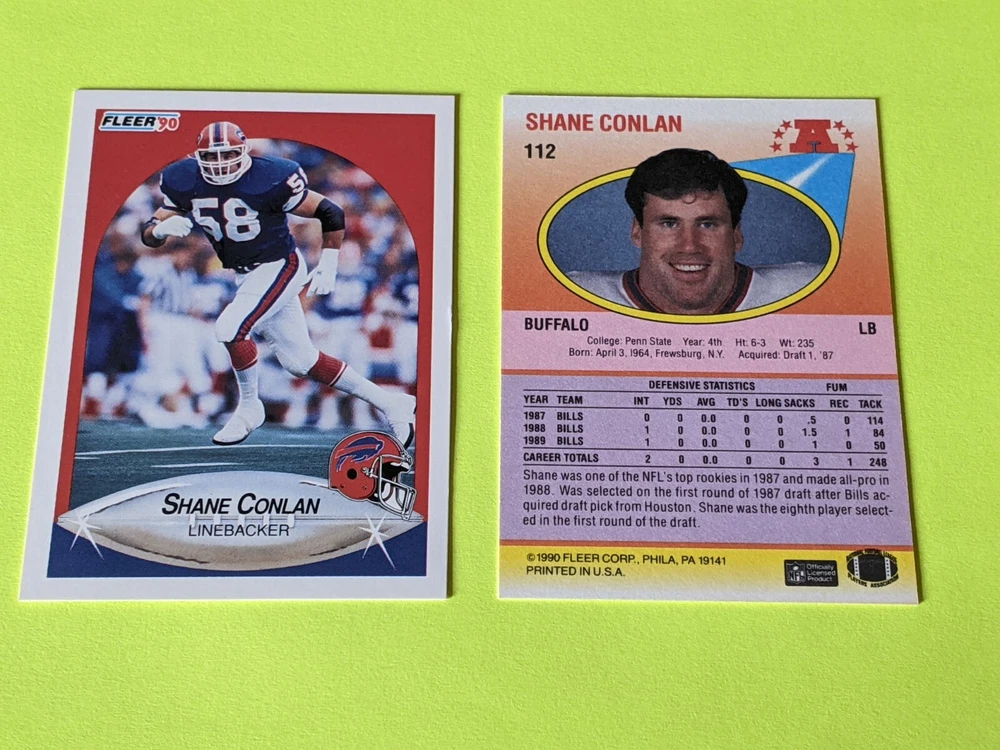 FLEER '90
58
58
SHANE CONLAN
LINEBACKER
SHANE CONLAN
112
A
BUFFALO LB
College: Penn State Year: 4th Ht: 6-3 Wt: 235
Born: April 3, 1964, Frewsburg, N.Y. Acquired: Draft 1, '87
DEFENSIVE STATISTICS FUM
YEAR TEAM INT YDS AVG TD'S LONG SACKS REC TACK
1987 BILLS 0 0 0.0 0 0 .5 0 114
1988 BILLS 1 0 0.0 0 0 1.5 1 84
1989 BILLS 1 0 0.0 0 0 1 0 50
CAREER TOTALS 2 0 0.0 0 0 3 1 248
Shane was one of the NFL's top rookies in 1987 and made all-pro in
1988. Was selected on the first round of 1987 draft after Bills ac-
quired draft pick from Houston. Shane was the eighth player select-
ed in the first round of the draft.
©1990 FLEER CORP., PHILA, PA 19141
PRINTED IN U.S.A.
NFL
Officially
Licensed
Product
PLAYERS ASSOCIATION